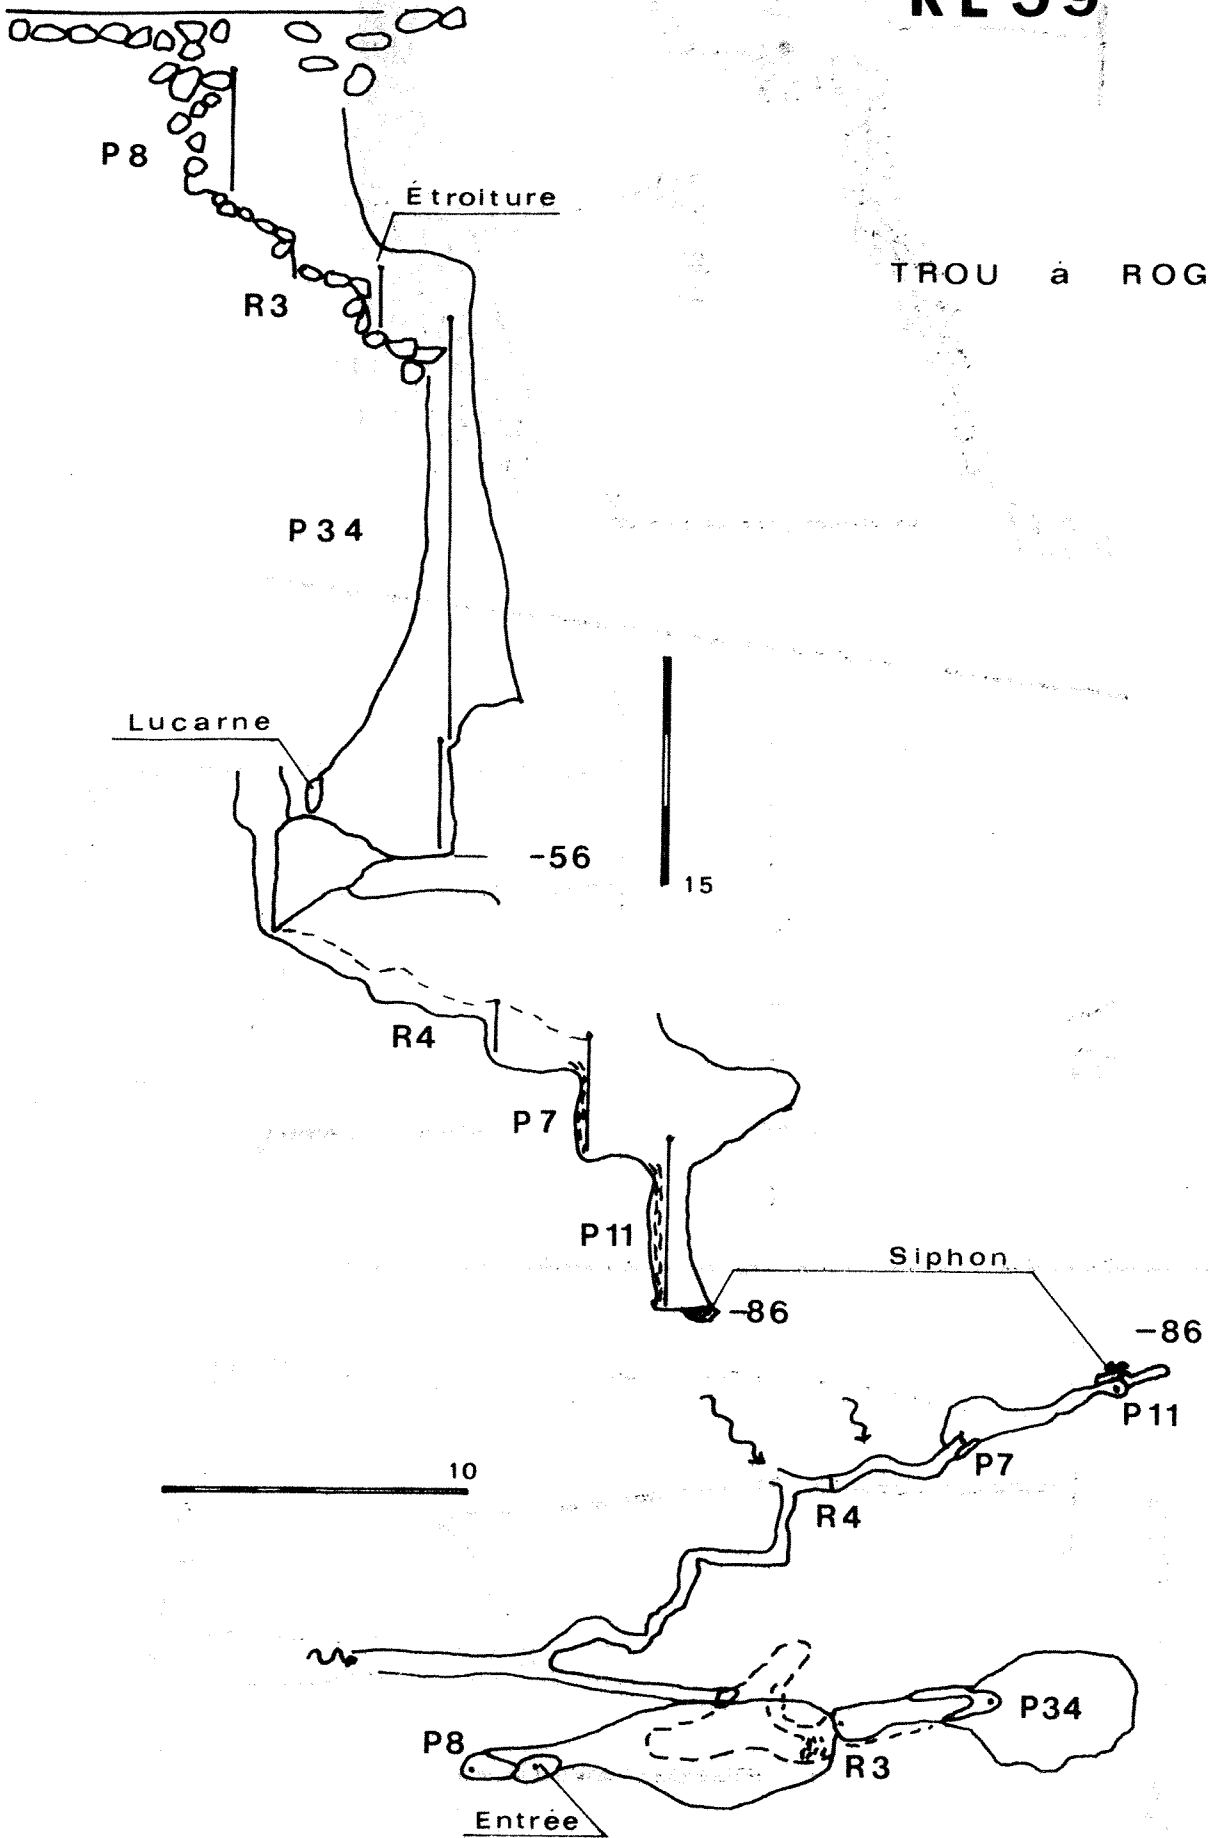 P8
Étroiture
TROU à ROG
R3
P34
Lucarne
-56
15
R4
P7
P11
Siphon
-86
-86
P11
P7
10
R4
P34
P8
R3
Entrée